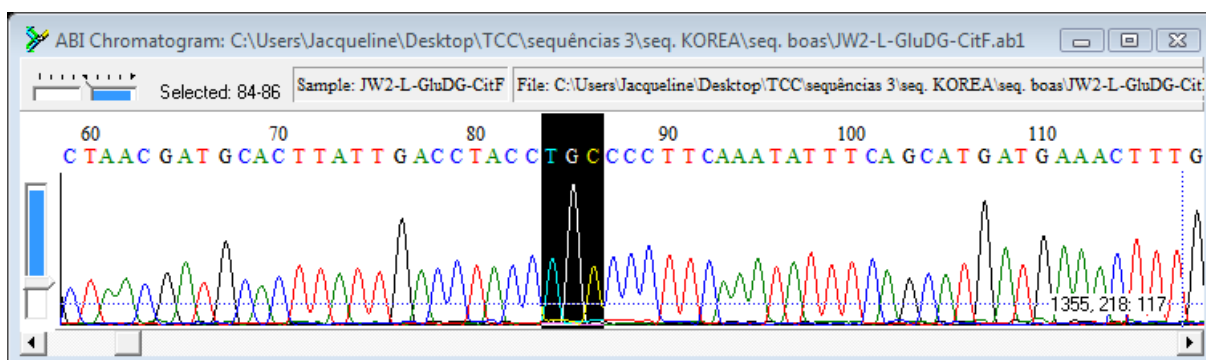 ABI Chromatogram: C:\Users\Jacqueline\Desktop\TCC\sequências 3\seq. KOREA\seq. boas\JW2-L-GluDG-CitF.ab1
Selected: 84-86 Sample: JW2-L-GluDG-CitF File: C:\Users\Jacqueline\Desktop\TCC\sequências 3\seq. KOREA\seq. boas\JW2-L-GluDG-Cit
60 70 80 90 100 110
C T A A C G A T G C A C T T A T T G A C C T A C C T G C C C C T T C A A A T A T T T C A G C A T G A T G A A A C T T T G
1355, 218: 117